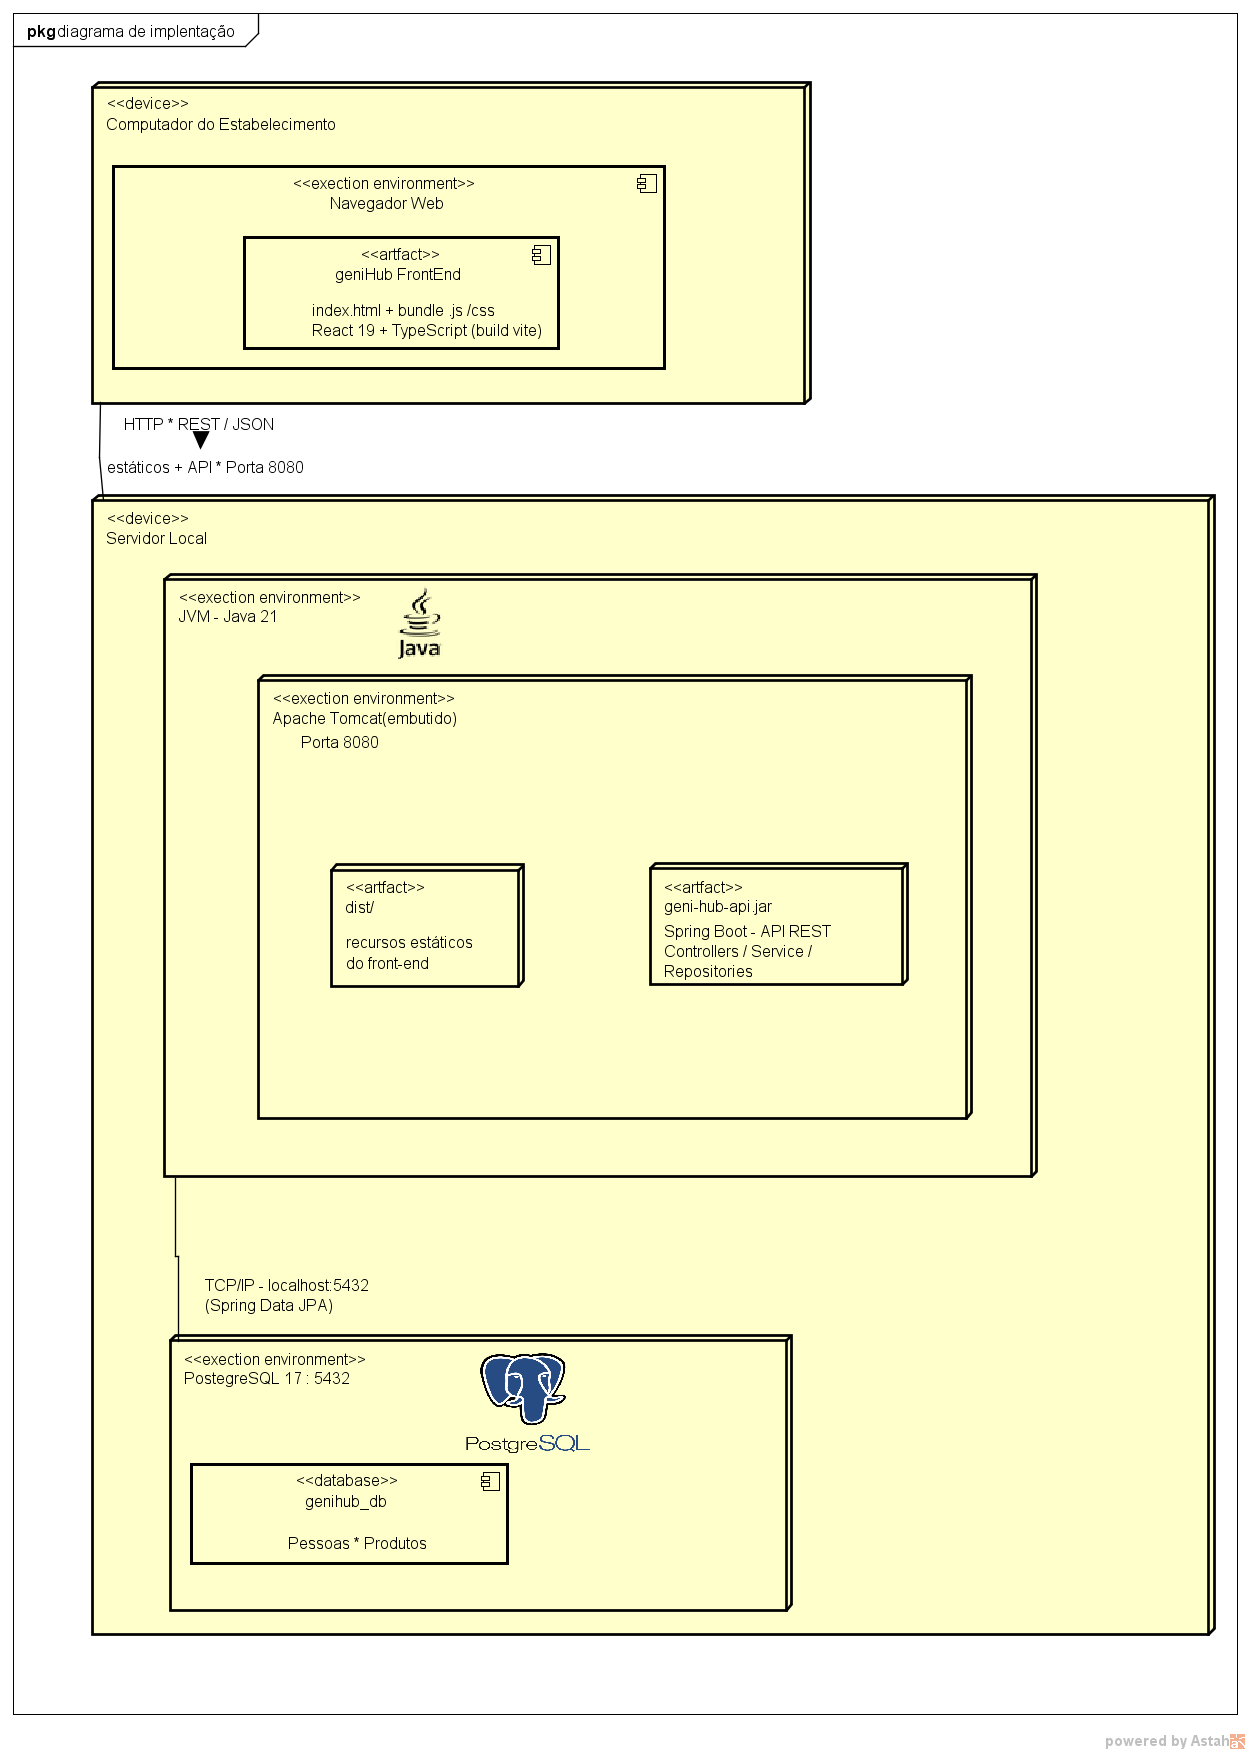 pkg diagrama de implentação
<<device>>
Computador do Estabelecimento
<<exection environment>>
Navegador Web
<<artfact>>
geniHub FrontEnd
index.html + bundle .js /css
React 19 + TypeScript (build vite)
HTTP * REST / JSON
estáticos + API * Porta 8080
<<device>>
Servidor Local
<<exection environment>>
JVM - Java 21
Java
<<exection environment>>
Apache Tomcat(embutido)
Porta 8080
<<artfact>>
dist/
recursos estáticos
do front-end
<<artfact>>
geni-hub-api.jar
Spring Boot - API REST
Controllers / Service /
Repositories
TCP/IP - localhost:5432
(Spring Data JPA)
<<exection environment>>
PostegreSQL 17 : 5432
PostgreSQL
<<database>>
genihub_db
Pessoas * Produtos
powered by Astah